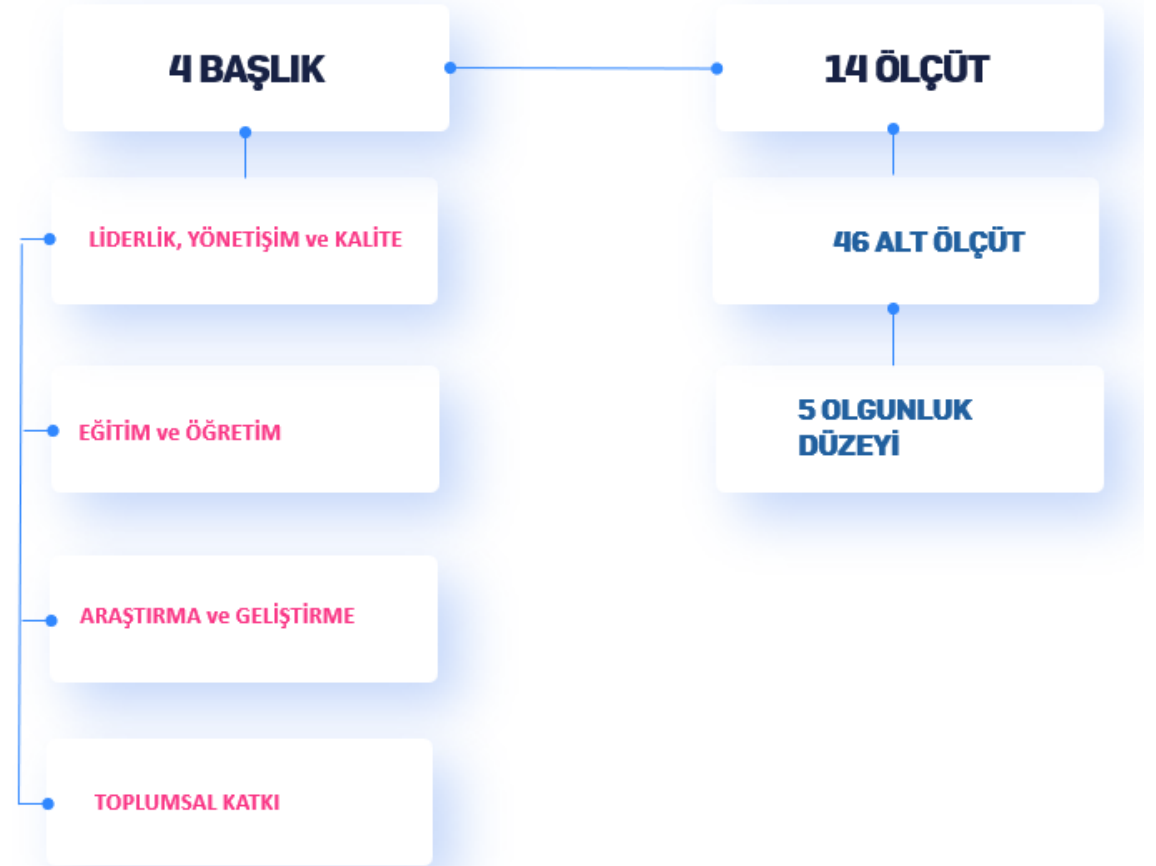 4 BAŞLIK
14 ÖLÇÜT
LİDERLİK, YÖNETİŞİM ve KALİTE
46 ALT ÖLÇÜT
EĞİTİM ve ÖĞRETİM
5 OLGUNLUK
DÜZEYİ
ARAŞTIRMA ve GELİŞTİRME
TOPLUMSAL KATKI